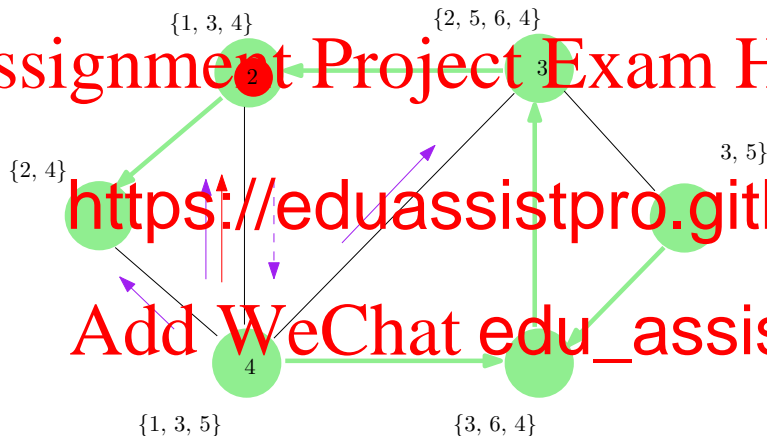 {1, 3, 4}
{2, 5, 6, 4}
ssignment Project Exam H
2
3
3, 5}
{2, 4}
https://eduassistpro.git
Add WeChat edu_assis
4
{1, 3, 5}
{3, 6, 4}